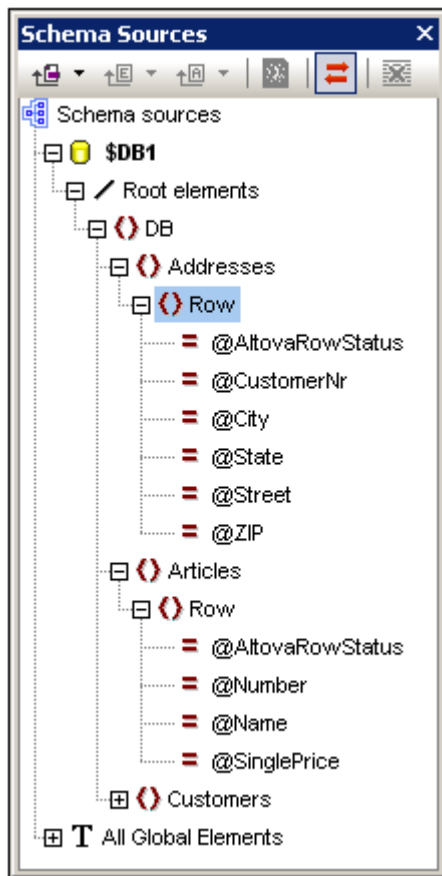 Schema Sources
E A
Schema sources
$DB1
Root elements
DB
Addresses
Row
@AltovaRowStatus
@CustomerNr
@City
@State
@Street
@ZIP
Articles
Row
@AltovaRowStatus
@Number
@Name
@SinglePrice
Customers
T All Global Elements